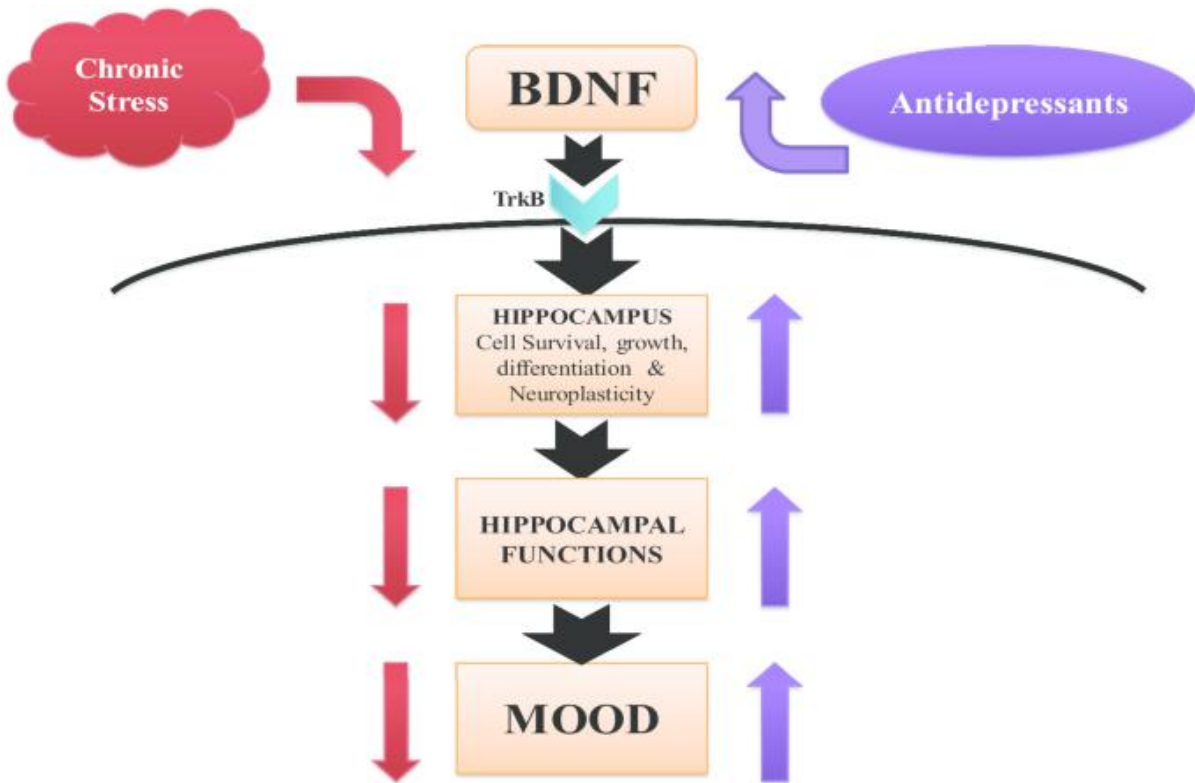 Chronic
Stress
BDNF
Antidepressants
TrkB
HIPPOCAMPUS
Cell Survival, growth,
differentiation &
Neuroplasticity
HIPPOCAMPAL
FUNCTIONS
MOOD